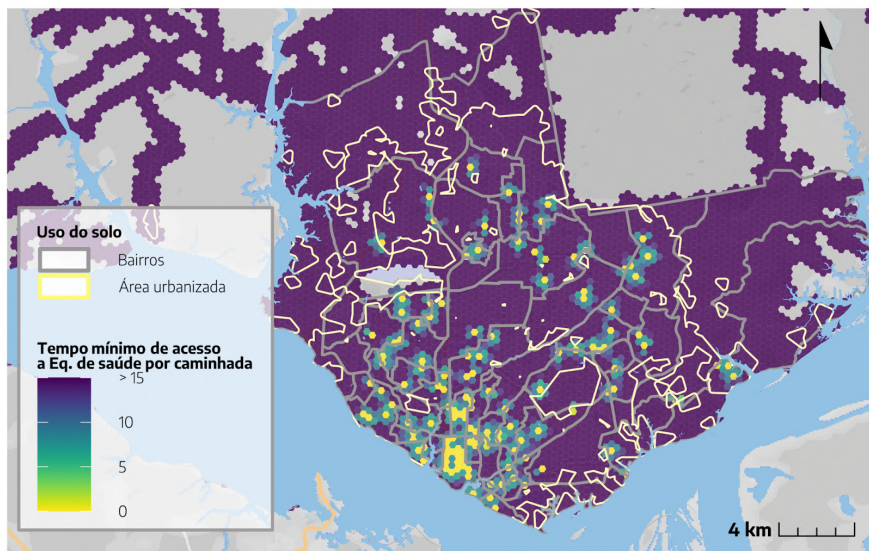 Uso do solo
Bairros
Área urbanizada
Tempo mínimo de acesso
a Eq. de saúde por caminhada
> 15
10
5
0
4 km